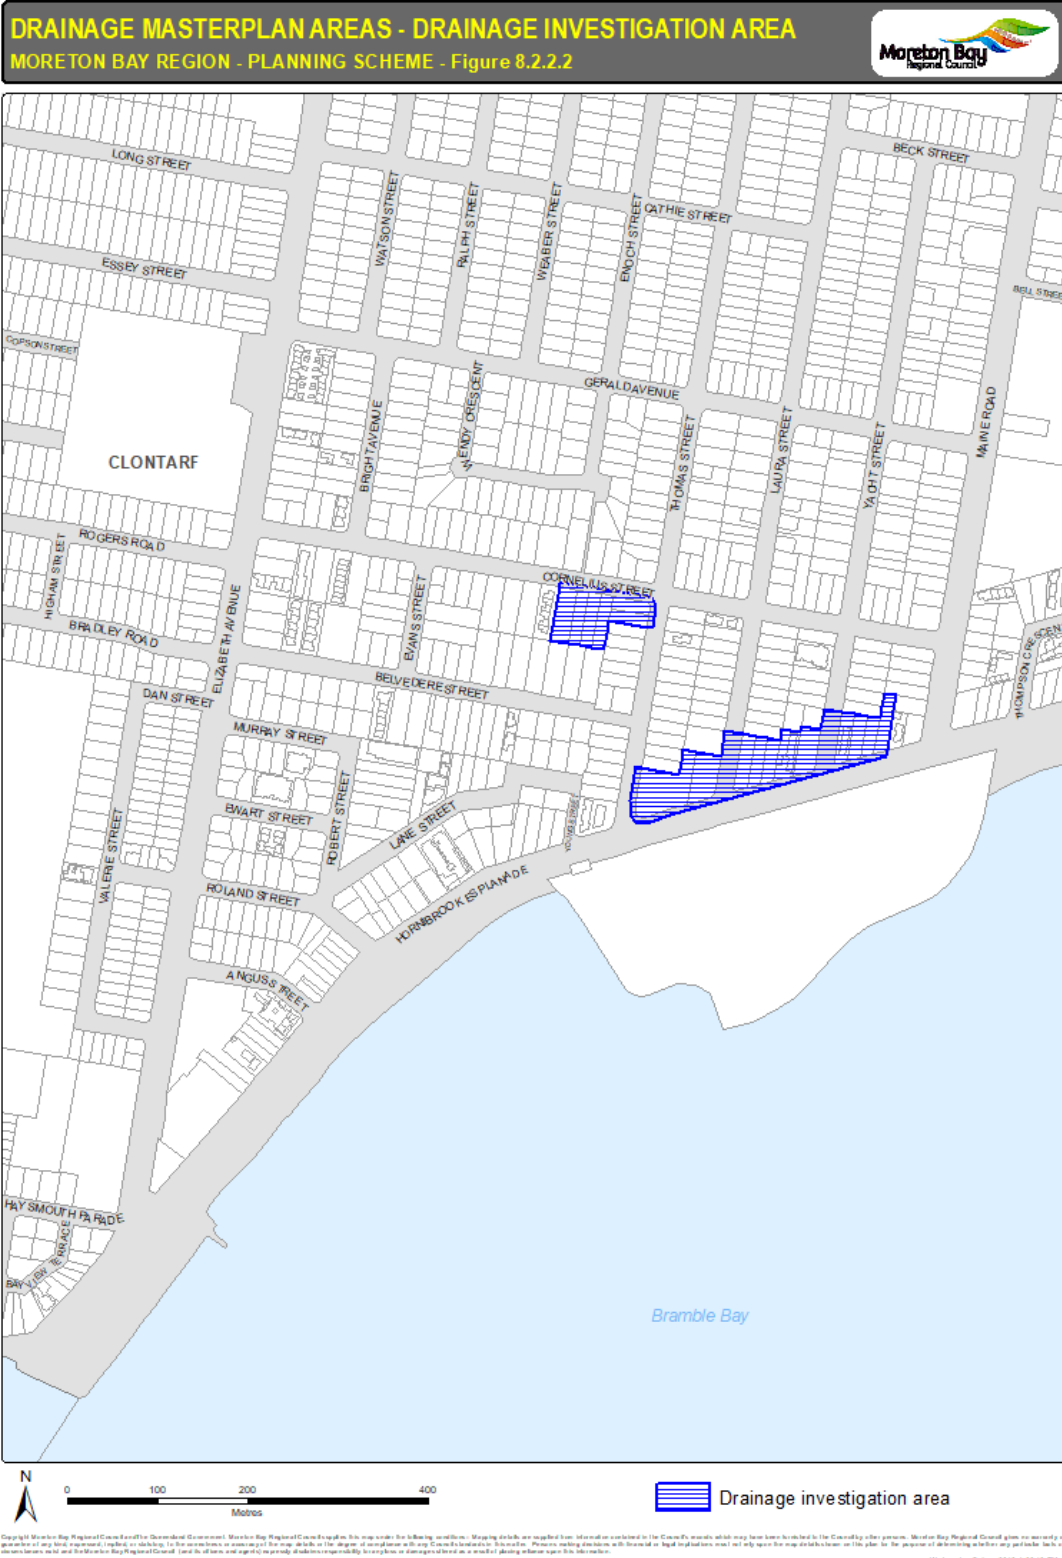 DRAINAGE MASTERPLAN AREAS - DRAINAGE INVESTIGATION AREA
MORETON BAY REGION - PLANNING SCHEME - Figure 8.2.2.2
Moreton Bay
Regional Council
LONG STREET
BECK STREET
WATSON STREET
RALPH STREET
WEABER STREET
ENOCH STREET
CATHIE STREET
ESSEY STREET
BELL STREE
COPSON STREET
GERALD AVENUE
WENDY CRESCENT
BRIGHT AVENUE
MAINE ROAD
THOMAS STREET
LAURA STREET
YACHT STREET
CLONTARF
ROGERS ROAD
HIGHAM STREET
CORNELIUS STREET
EVANS STREET
ELIZABETH AVENUE
BRADLEY ROAD
THOMPSON CRESCEN
BELVEDERE STREET
DAN STREET
MURRAY STREET
ROBERT STREET
EWART STREET
LANE STREET
YOUNG STREET
VALERIE STREET
ROLAND STREET
HORNIBROOK ESPLANADE
ANGUS STREET
HAYSMOUTH PARADE
BAYVIEW TERRACE
Bramble Bay
N
0 100 200 400
Metres
Drainage investigation area